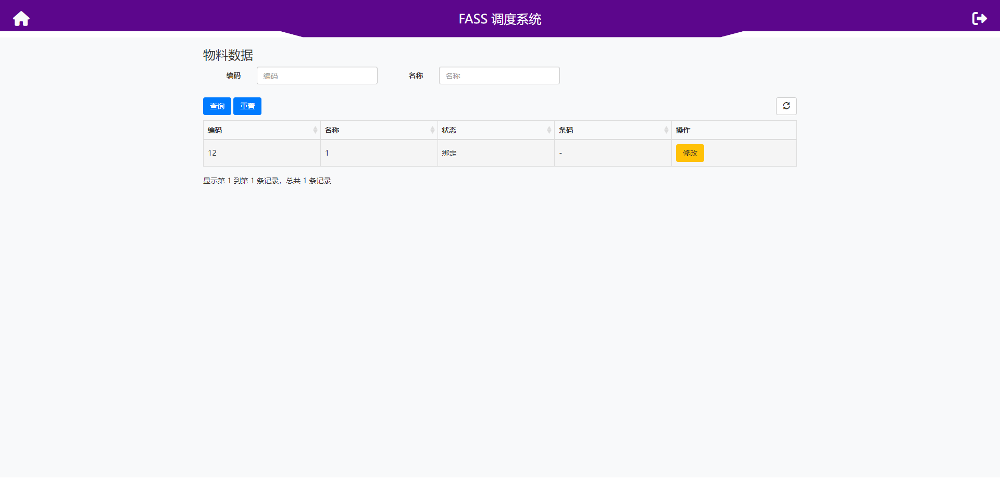 FASS 调度系统
物料数据
编码 编码 名称 名称
查询 重置
编码 名称 状态 条码 操作
12 1 绑定 - 修改
显示第 1 到第 1 条记录，总共 1 条记录